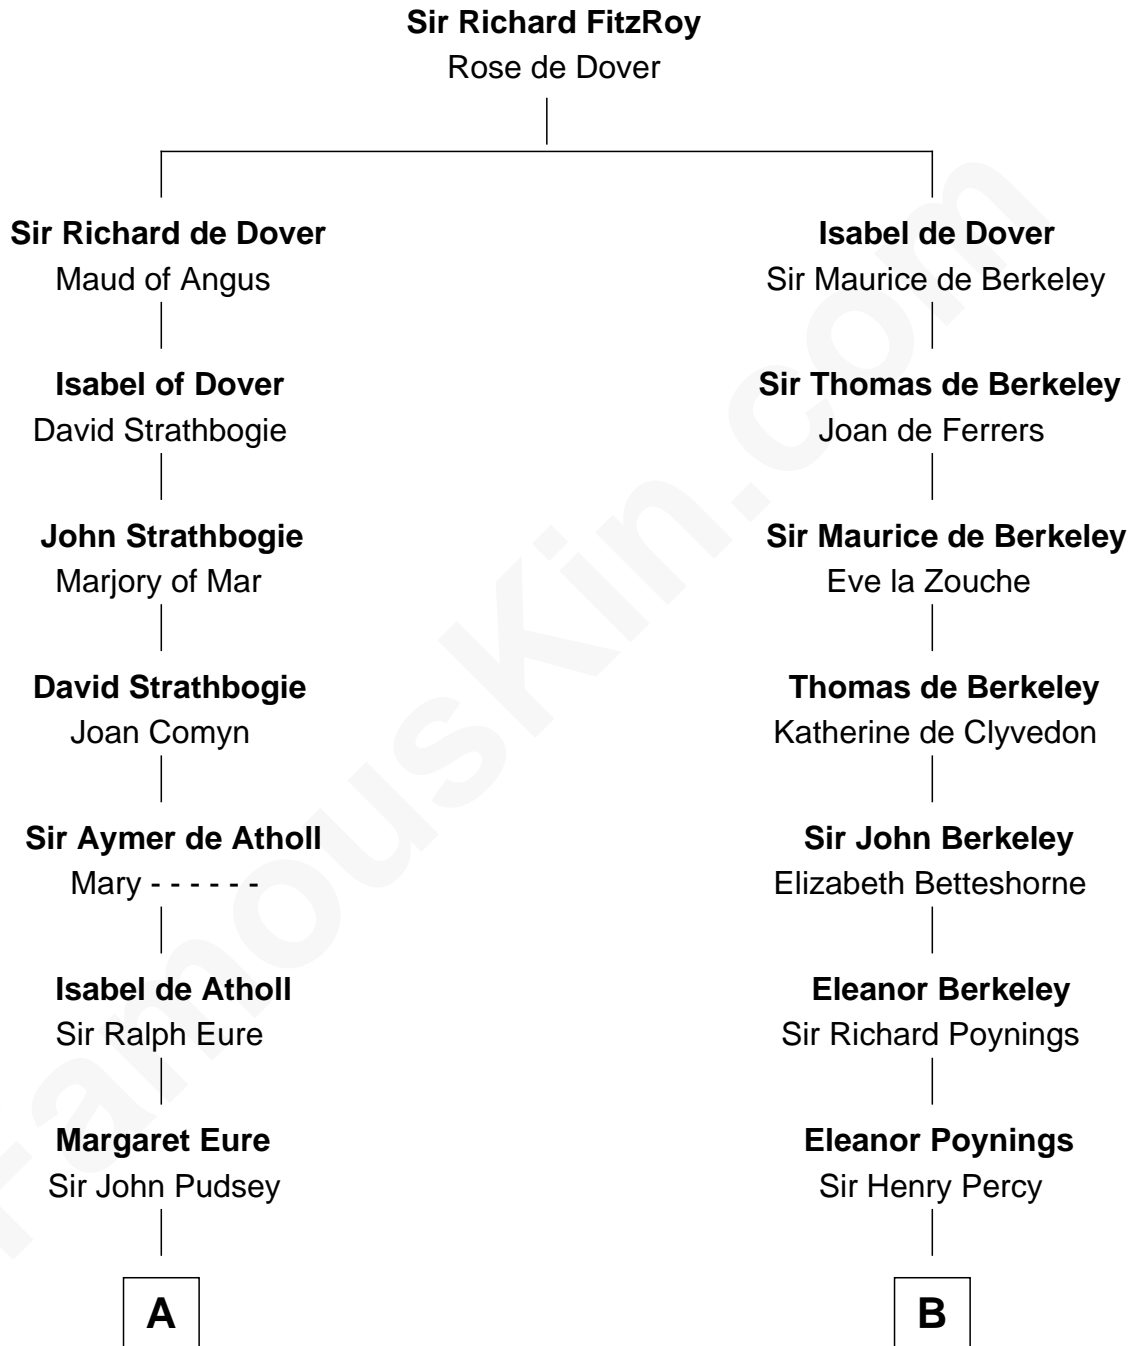 Sir Richard FitzRoy
Rose de Dover
Sir Richard de Dover
Maud of Angus
Isabel de Dover
Sir Maurice de Berkeley
Isabel of Dover
David Strathbogie
Sir Thomas de Berkeley
Joan de Ferrers
John Strathbogie
Marjory of Mar
Sir Maurice de Berkeley
Eve la Zouche
David Strathbogie
Joan Comyn
Thomas de Berkeley
Katherine de Clyvedon
Sir Aymer de Atholl
Mary - - - - - -
Sir John Berkeley
Elizabeth Betteshorne
Isabel de Atholl
Sir Ralph Eure
Eleanor Berkeley
Sir Richard Poynings
Margaret Eure
Sir John Pudsey
Eleanor Poynings
Sir Henry Percy
A
B
FamousKin.com